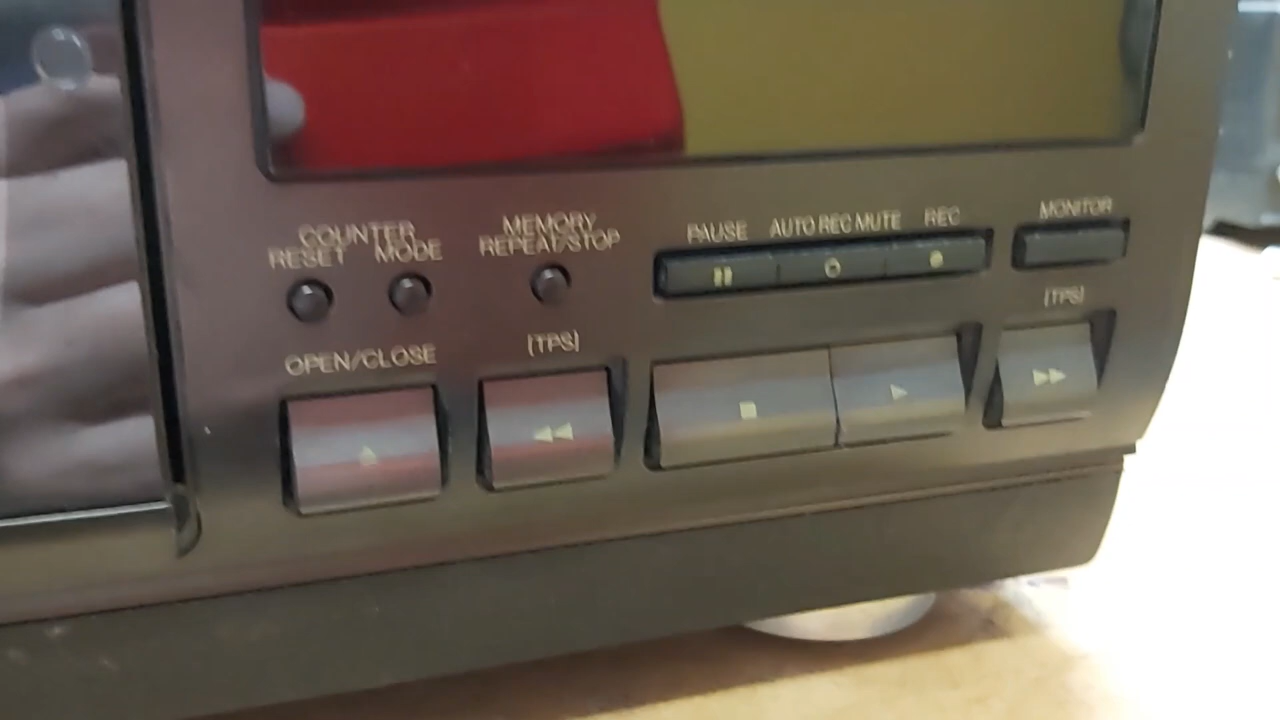 COUNTER
RESET MODE
MEMORY
REPEAT/STOP
PAUSE AUTO REC MUTE REC
MONITOR
OPEN/CLOSE
[TPS]
[TPS]